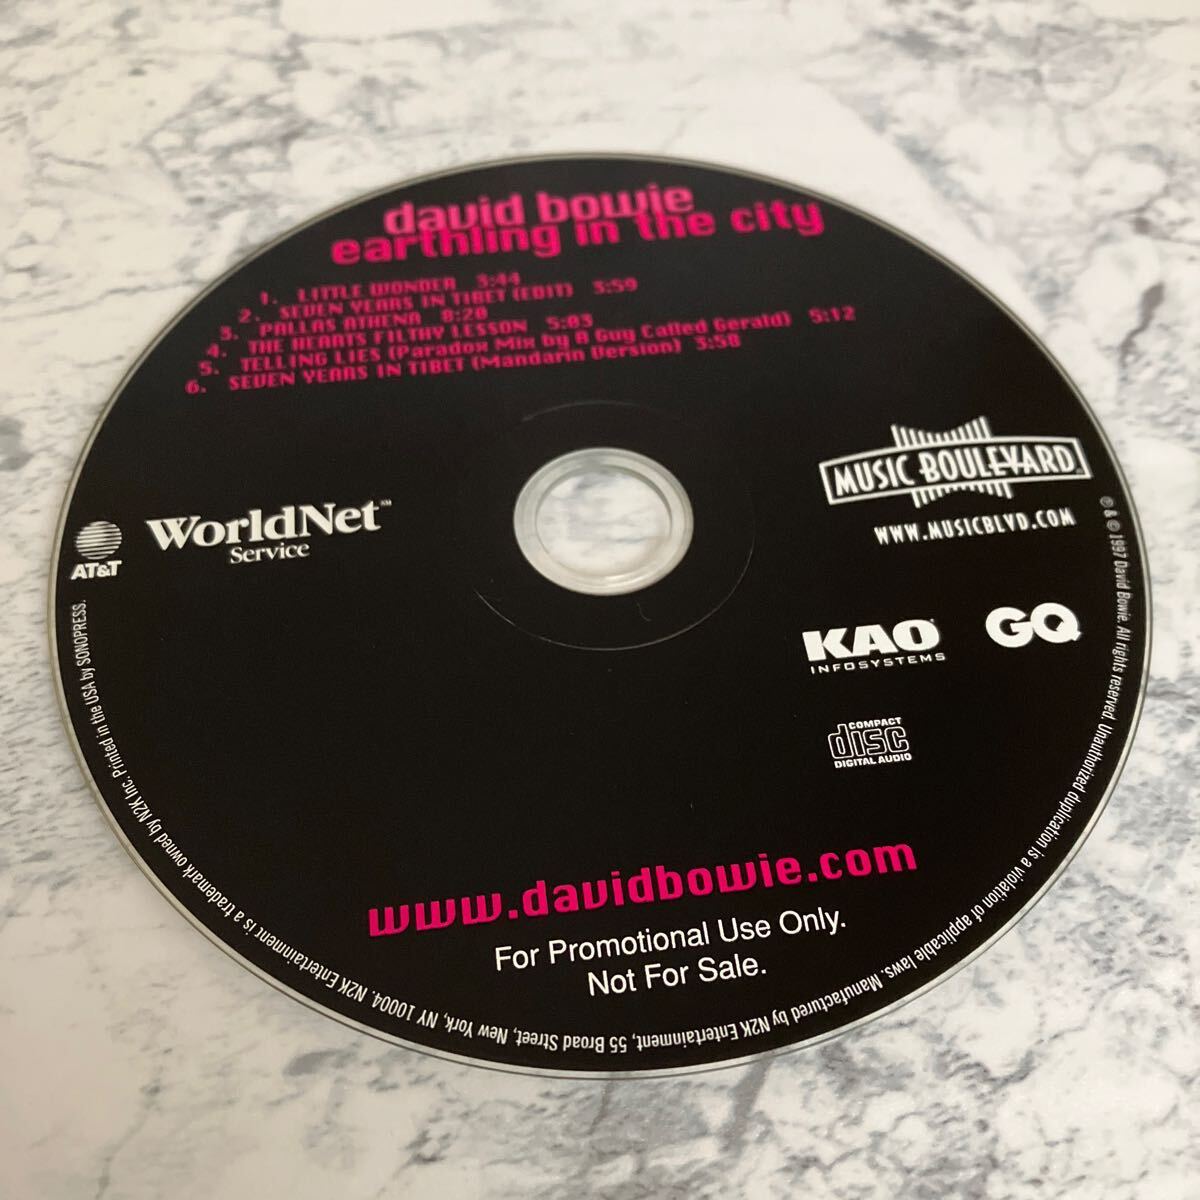 david bowie
earthling in the city
1. LITTLE WONDER 3:44
2. SEVEN YEARS IN TIBET (EDIT) 3:59
3. PALLAS ATHENA 8:20
4. THE HEARTS FILTHY LESSON 5:03
5. TELLING LIES (Paradox Mix by A Guy Called Gerald) 5:12
6. SEVEN YEARS IN TIBET (Mandarin Version) 3:58
AT&T
WorldNet℠
Service
MUSIC BOULEVARD
WWW.MUSICBLVD.COM
KAO
INFOSYSTEMS
GQ
COMPACT
disc
DIGITAL AUDIO
www.davidbowie.com
For Promotional Use Only.
Not For Sale.
℗ & © 1997 David Bowie. All rights reserved. Unauthorized duplication is a violation of applicable laws. Manufactured by N2K Entertainment, 55 Broad Street, New York, NY 10004. N2K Entertainment is a trademark owned by N2K Inc. Printed in the USA by SONOPRESS.